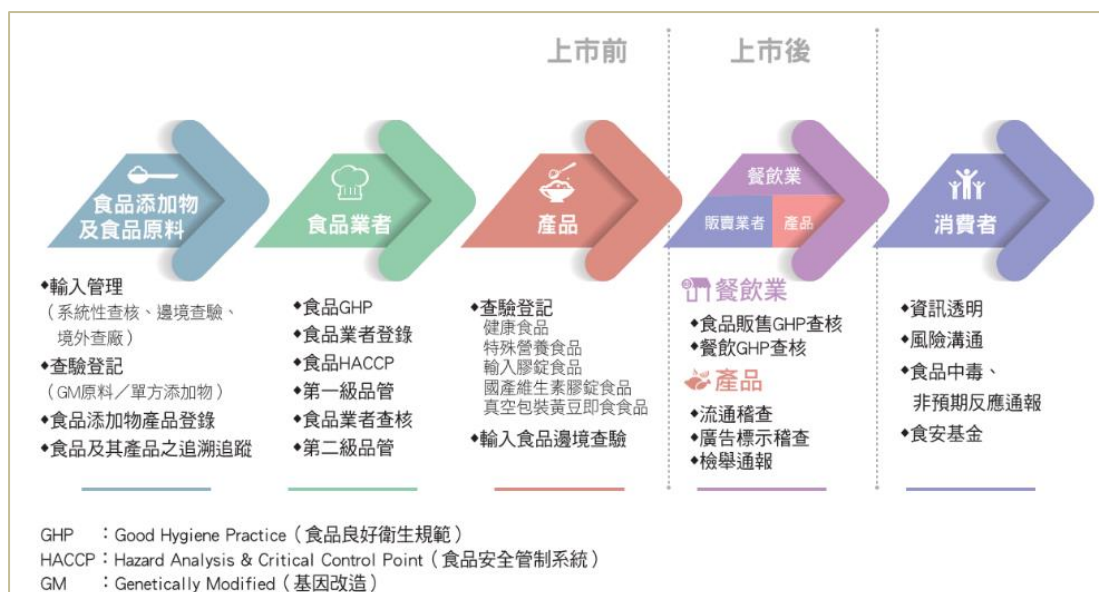 上市前
上市後
食品添加物
及食品原料
食品業者
產品
餐飲業
販賣業者
產品
消費者
◆輸入管理
（系統性查核、邊境查驗、
境外查廠）
◆查驗登記
（GM原料／單方添加物）
◆食品添加物產品登錄
◆食品及其產品之追溯追蹤
◆食品GHP
◆食品業者登錄
◆食品HACCP
◆第一級品管
◆食品業者查核
◆第二級品管
◆查驗登記
健康食品
特殊營養食品
輸入膠錠食品
國產維生素膠錠食品
真空包裝黃豆即食食品
◆輸入食品邊境查驗
餐飲業
◆食品販售GHP查核
◆餐飲GHP查核
產品
◆流通稽查
◆廣告標示稽查
◆檢舉通報
◆資訊透明
◆風險溝通
◆食品中毒、
非預期反應通報
◆食安基金
GHP ：Good Hygiene Practice（食品良好衛生規範）
HACCP：Hazard Analysis & Critical Control Point（食品安全管制系統）
GM ：Genetically Modified（基因改造）